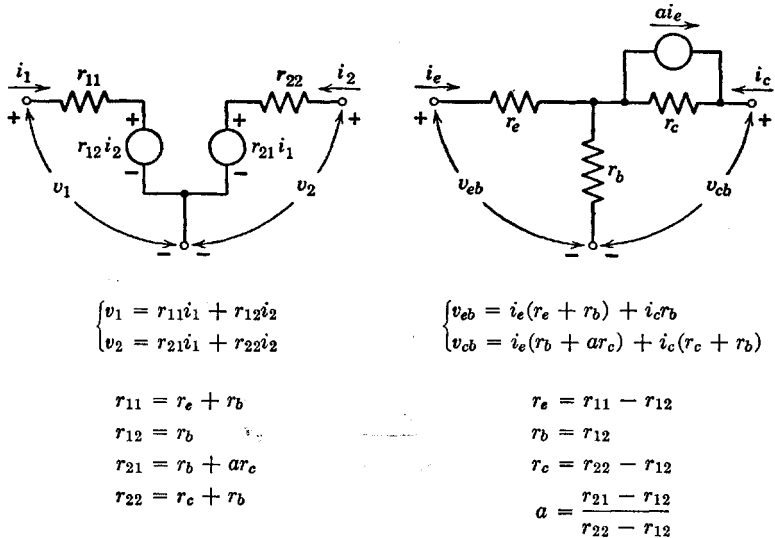 i₁ r₁₁ r₂₂ i₂
+ + + +
r₁₂i₂ r₂₁i₁
− −
v₁ v₂
− −
ai_e
i_e i_c
+ r_e r_c +
r_b
v_eb v_cb
− −
v₁ = r₁₁i₁ + r₁₂i₂
v₂ = r₂₁i₁ + r₂₂i₂
r₁₁ = r_e + r_b
r₁₂ = r_b
r₂₁ = r_b + ar_c
r₂₂ = r_c + r_b
v_eb = i_e(r_e + r_b) + i_cr_b
v_cb = i_e(r_b + ar_c) + i_c(r_c + r_b)
r_e = r₁₁ − r₁₂
r_b = r₁₂
r_c = r₂₂ − r₁₂
a = (r₂₁ − r₁₂)/(r₂₂ − r₁₂)